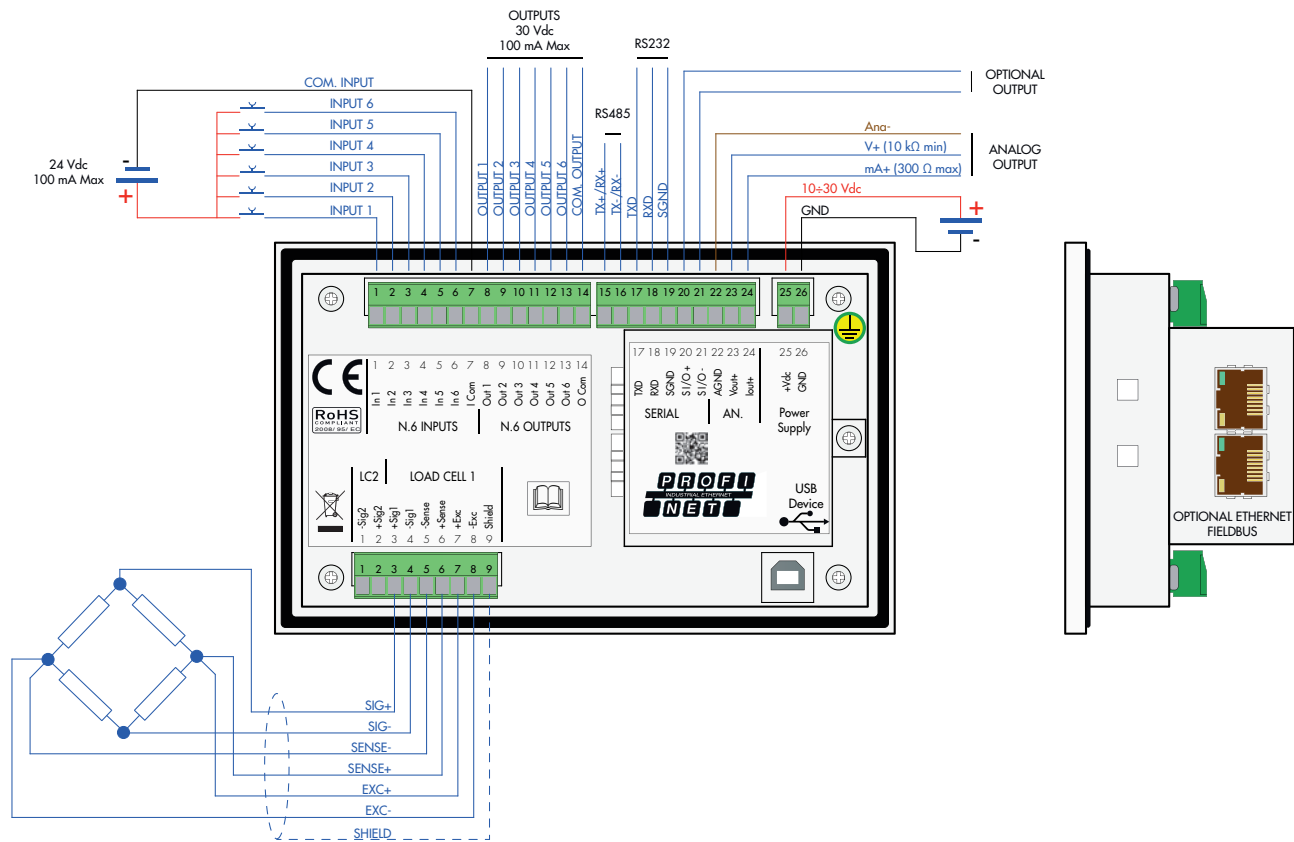 OUTPUTS
30 Vdc
100 mA Max
RS232
COM. INPUT
INPUT 6
INPUT 5
INPUT 4
INPUT 3
INPUT 2
INPUT 1
24 Vdc
100 mA Max
-
+
OUTPUT 1
OUTPUT 2
OUTPUT 3
OUTPUT 4
OUTPUT 5
OUTPUT 6
COM. OUTPUT
RS485
TX+/RX+
TX-/RX-
TXD
RXD
SGND
OPTIONAL
OUTPUT
Ana-
V+ (10 kΩ min)
mA+ (300 Ω max)
ANALOG
OUTPUT
10÷30 Vdc
GND
+
-
1 2 3 4 5 6 7 8 9 10 11 12 13 14
15 16 17 18 19 20 21 22 23 24
25 26
CE
RoHS
COMPLIANT
2008/95/EC
1 2 3 4 5 6 7 8 9 10 11 12 13 14
In 1
In 2
In 3
In 4
In 5
In 6
I Com
Out 1
Out 2
Out 3
Out 4
Out 5
Out 6
O Com
N.6 INPUTS
N.6 OUTPUTS
17 18 19 20 21 22 23 24 25 26
TXD
RXD
SGND
S I/O +
S I/O -
AGND
Vout+
Iout+
+Vdc
GND
SERIAL
AN.
Power
Supply
PROFI
INDUSTRIAL ETHERNET
NET
USB
Device
LC2
LOAD CELL 1
-Sig2
+Sig2
+Sig1
-Sig1
-Sense
+Sense
+Exc
-Exc
Shield
1 2 3 4 5 6 7 8 9
1 2 3 4 5 6 7 8 9
SIG+
SIG-
SENSE-
SENSE+
EXC+
EXC-
SHIELD
OPTIONAL ETHERNET
FIELDBUS